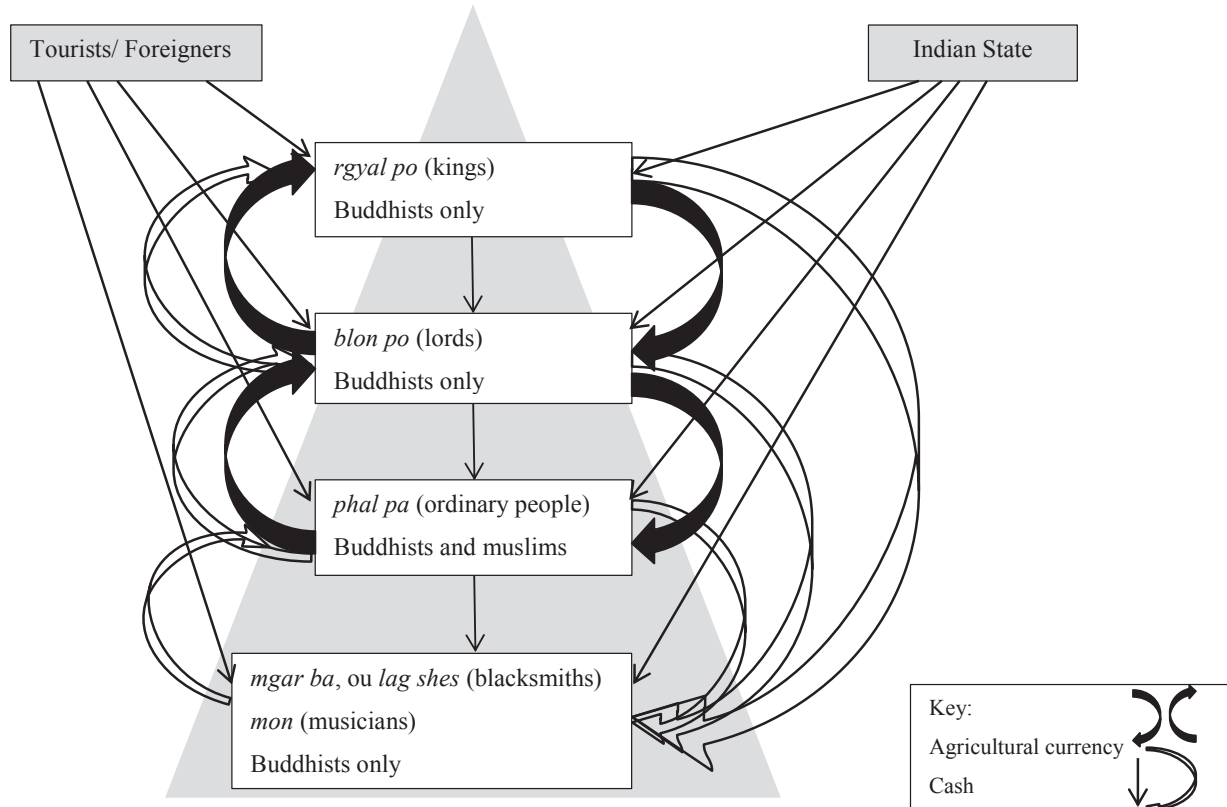 Tourists/ Foreigners
Indian State
rgyal po (kings)
Buddhists only
blon po (lords)
Buddhists only
phal pa (ordinary people)
Buddhists and muslims
mgar ba, ou lag shes (blacksmiths)
mon (musicians)
Buddhists only
Key:
Agricultural currency
Cash